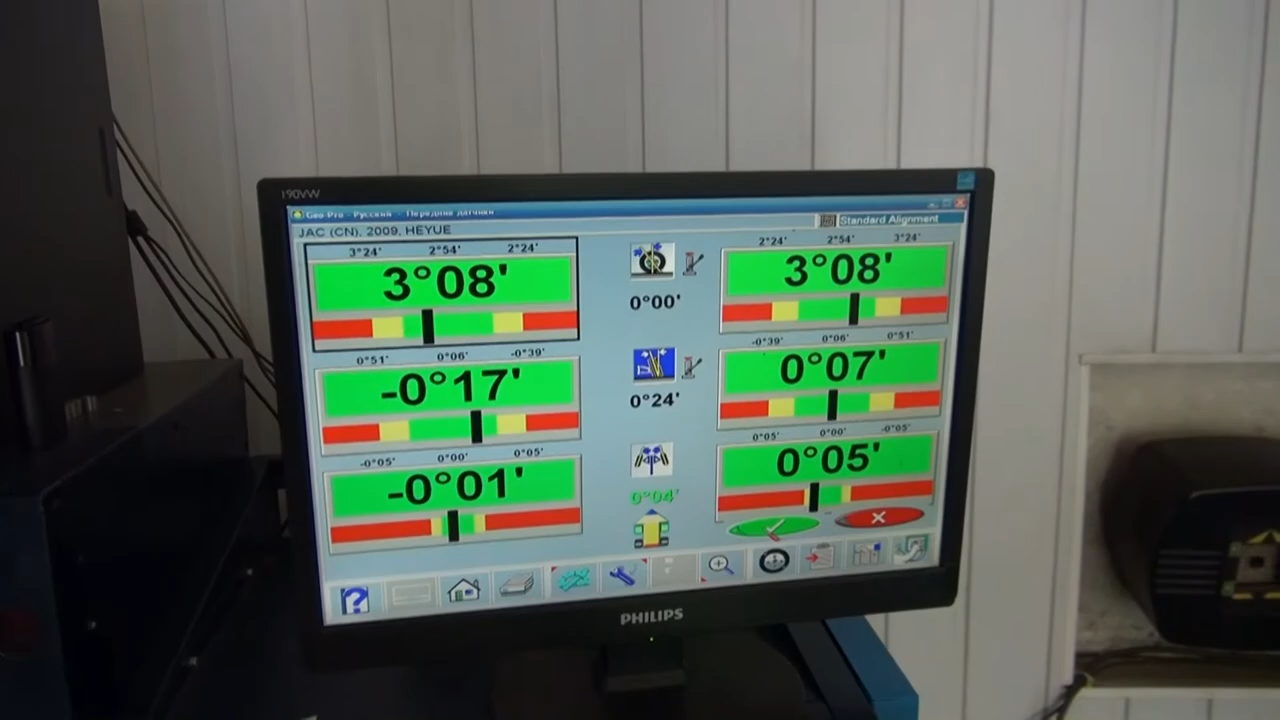 190VW
Geo Pro - Русский - Передние датчики
Standard Alignment
JAC (CN), 2009, HEYUE
3°24' 2°54' 2°24'
3°08'
0°00'
2°24' 2°54' 3°24'
3°08'
0°51' 0°06' -0°39'
-0°17'
0°24'
-0°39' 0°06' 0°51'
0°07'
-0°05' 0°00' 0°05'
-0°01'
0°04'
0°05' 0°00' -0°05'
0°05'
?
PHILIPS